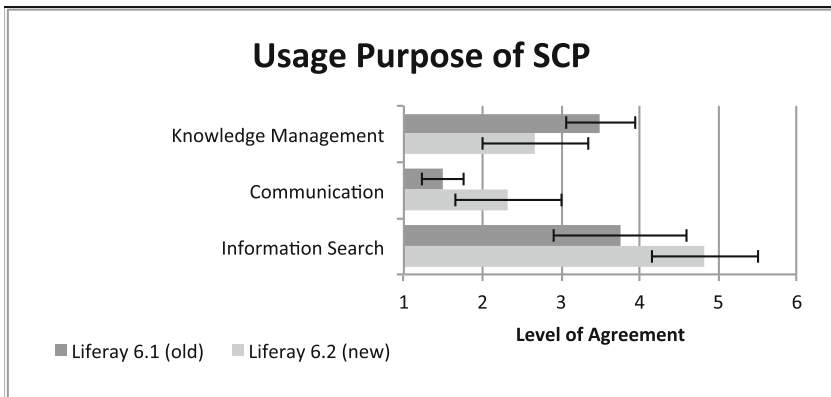 Usage Purpose of SCP
Knowledge Management
Communication
Information Search
1 2 3 4 5 6
Level of Agreement
Liferay 6.1 (old) Liferay 6.2 (new)